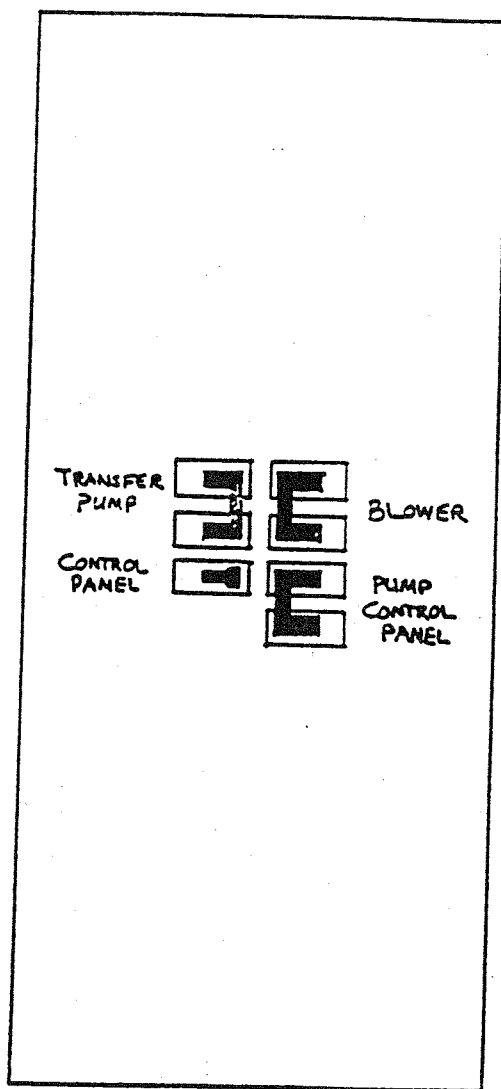 TRANSFER
PUMP
BLOWER
CONTROL
PANEL
PUMP
CONTROL
PANEL